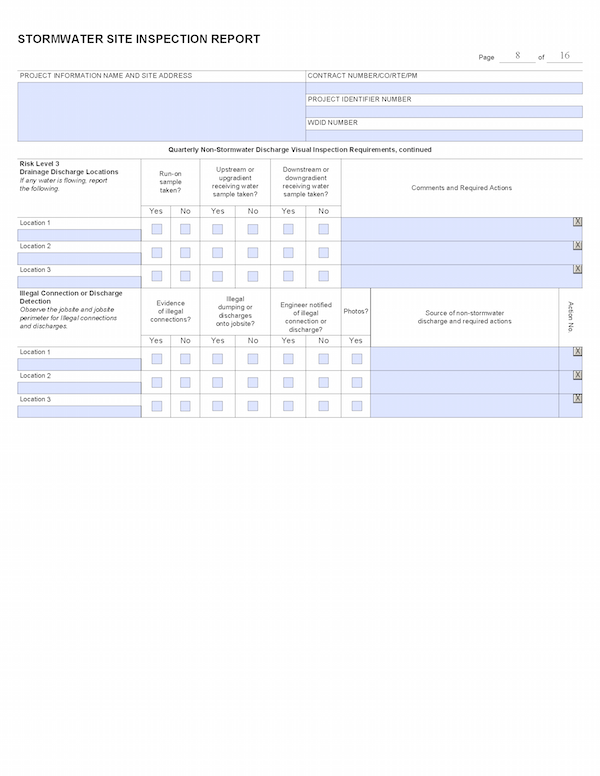 STORMWATER SITE INSPECTION REPORT
Page 8 of 16
PROJECT INFORMATION NAME AND SITE ADDRESS
CONTRACT NUMBER/CO/RTE/PM
PROJECT IDENTIFIER NUMBER
WDID NUMBER
Quarterly Non-Stormwater Discharge Visual Inspection Requirements, continued
Risk Level 3
Drainage Discharge Locations
If any water is flowing, report
the following.
Run-on
sample
taken?
Upstream or
upgradient
receiving water
sample taken?
Downstream or
downgradient
receiving water
sample taken?
Comments and Required Actions
Yes No Yes No Yes No
Location 1
X
Location 2
X
Location 3
X
Illegal Connection or Discharge
Detection
Observe the jobsite and jobsite
perimeter for illegal connections
and discharges.
Evidence
of illegal
connections?
Illegal
dumping or
discharges
onto jobsite?
Engineer notified
of illegal
connection or
discharge?
Photos?
Source of non-stormwater
discharge and required actions
Action No.
Yes No Yes No Yes No Yes
Location 1
X
Location 2
X
Location 3
X